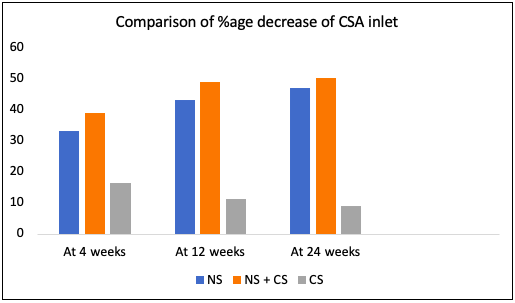 Comparison of %age decrease of CSA inlet
60
50
40
30
20
10
0
At 4 weeks At 12 weeks At 24 weeks
NS NS + CS CS